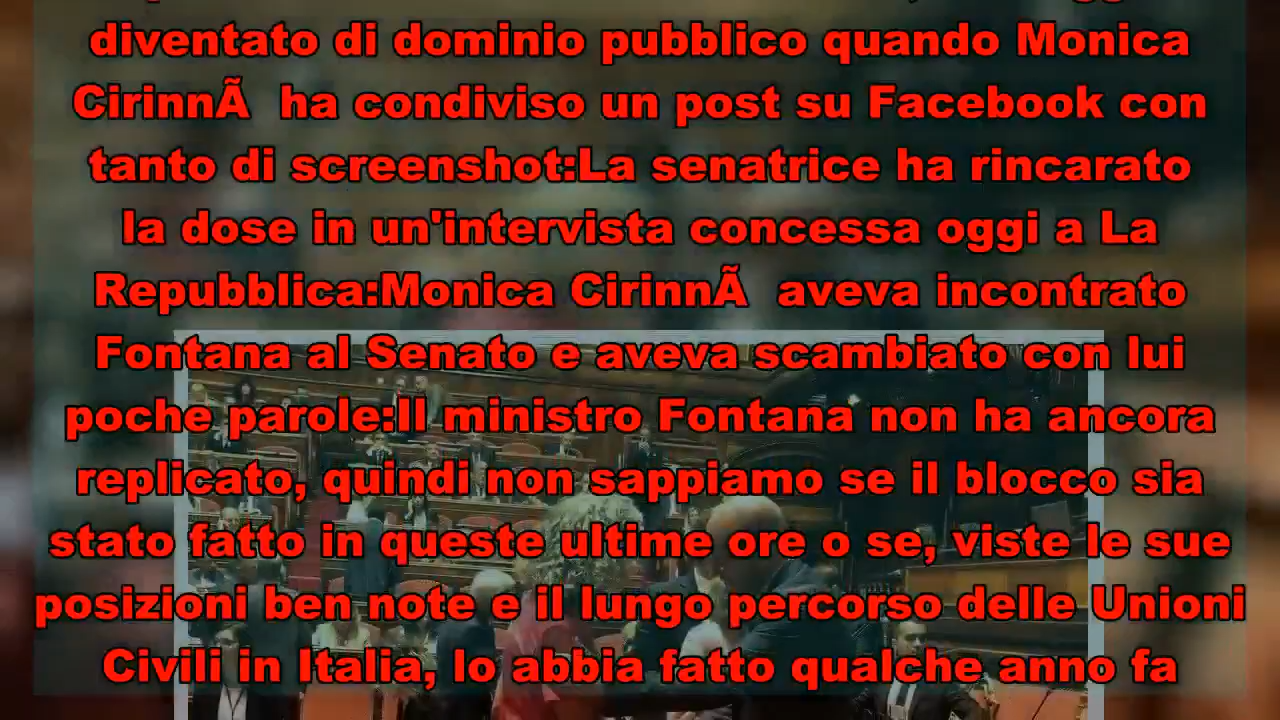 diventato di dominio pubblico quando Monica
CirinnÃ  ha condiviso un post su Facebook con
tanto di screenshot:La senatrice ha rincarato
la dose in un'intervista concessa oggi a La
Repubblica:Monica CirinnÃ  aveva incontrato
Fontana al Senato e aveva scambiato con lui
poche parole:Il ministro Fontana non ha ancora
replicato, quindi non sappiamo se il blocco sia
stato fatto in queste ultime ore o se, viste le sue
posizioni ben note e il lungo percorso delle Unioni
Civili in Italia, lo abbia fatto qualche anno fa